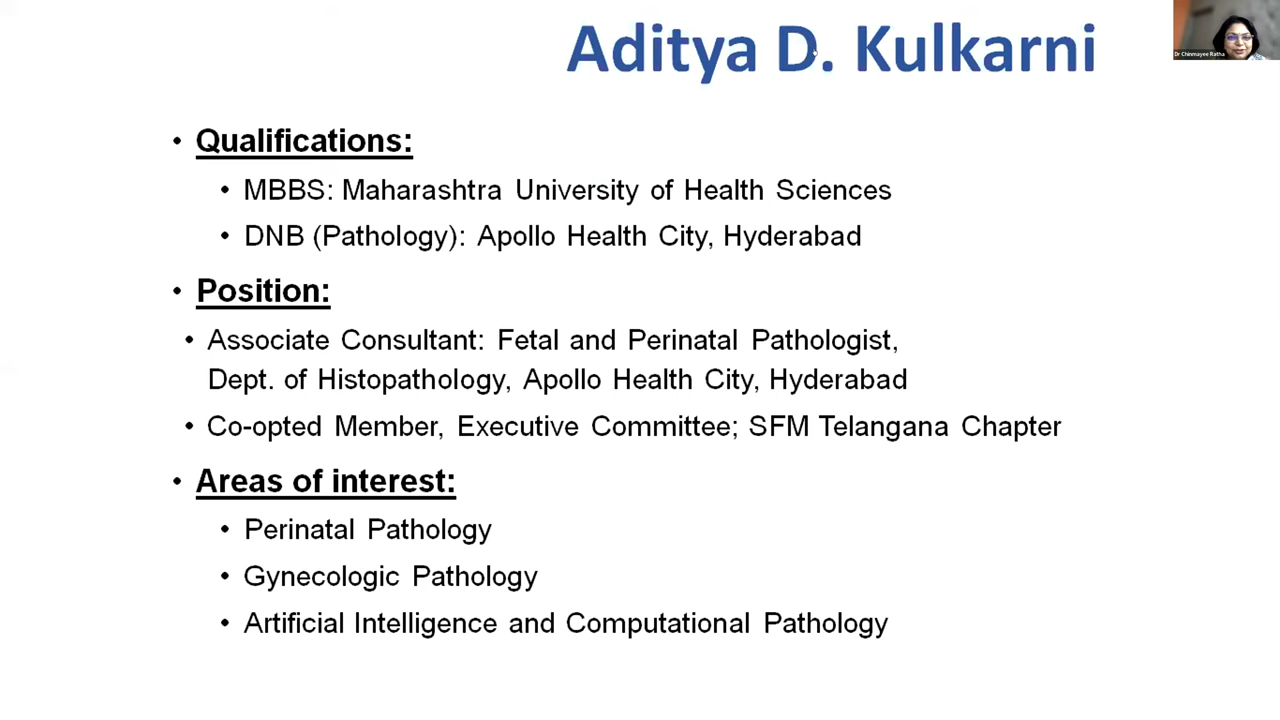 Aditya D. Kulkarni
Dr Chinmayee Ratha
• Qualifications:
• MBBS: Maharashtra University of Health Sciences
• DNB (Pathology): Apollo Health City, Hyderabad
• Position:
• Associate Consultant: Fetal and Perinatal Pathologist,
Dept. of Histopathology, Apollo Health City, Hyderabad
• Co-opted Member, Executive Committee; SFM Telangana Chapter
• Areas of interest:
• Perinatal Pathology
• Gynecologic Pathology
• Artificial Intelligence and Computational Pathology